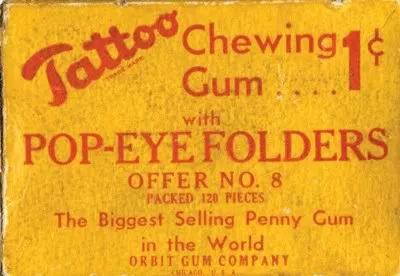 Tattoo Chewing
TRADE MARK
Gum .... 1¢
with
POP-EYE FOLDERS
OFFER NO. 8
PACKED 120 PIECES
The Biggest Selling Penny Gum
in the World
ORBIT GUM COMPANY
CHICAGO, U.S.A.